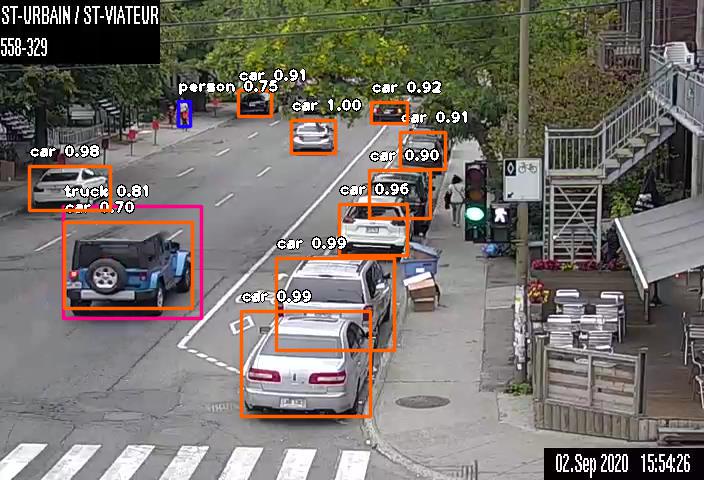 ST-URBAIN / ST-VIATEUR
558-329
car 0.91
person 0.75
car 1.00
car 0.92
car 0.91
car 0.90
car 0.98
truck 0.81
car 0.70
car 0.96
car 0.99
car 0.99
02.Sep 2020 15:54:26